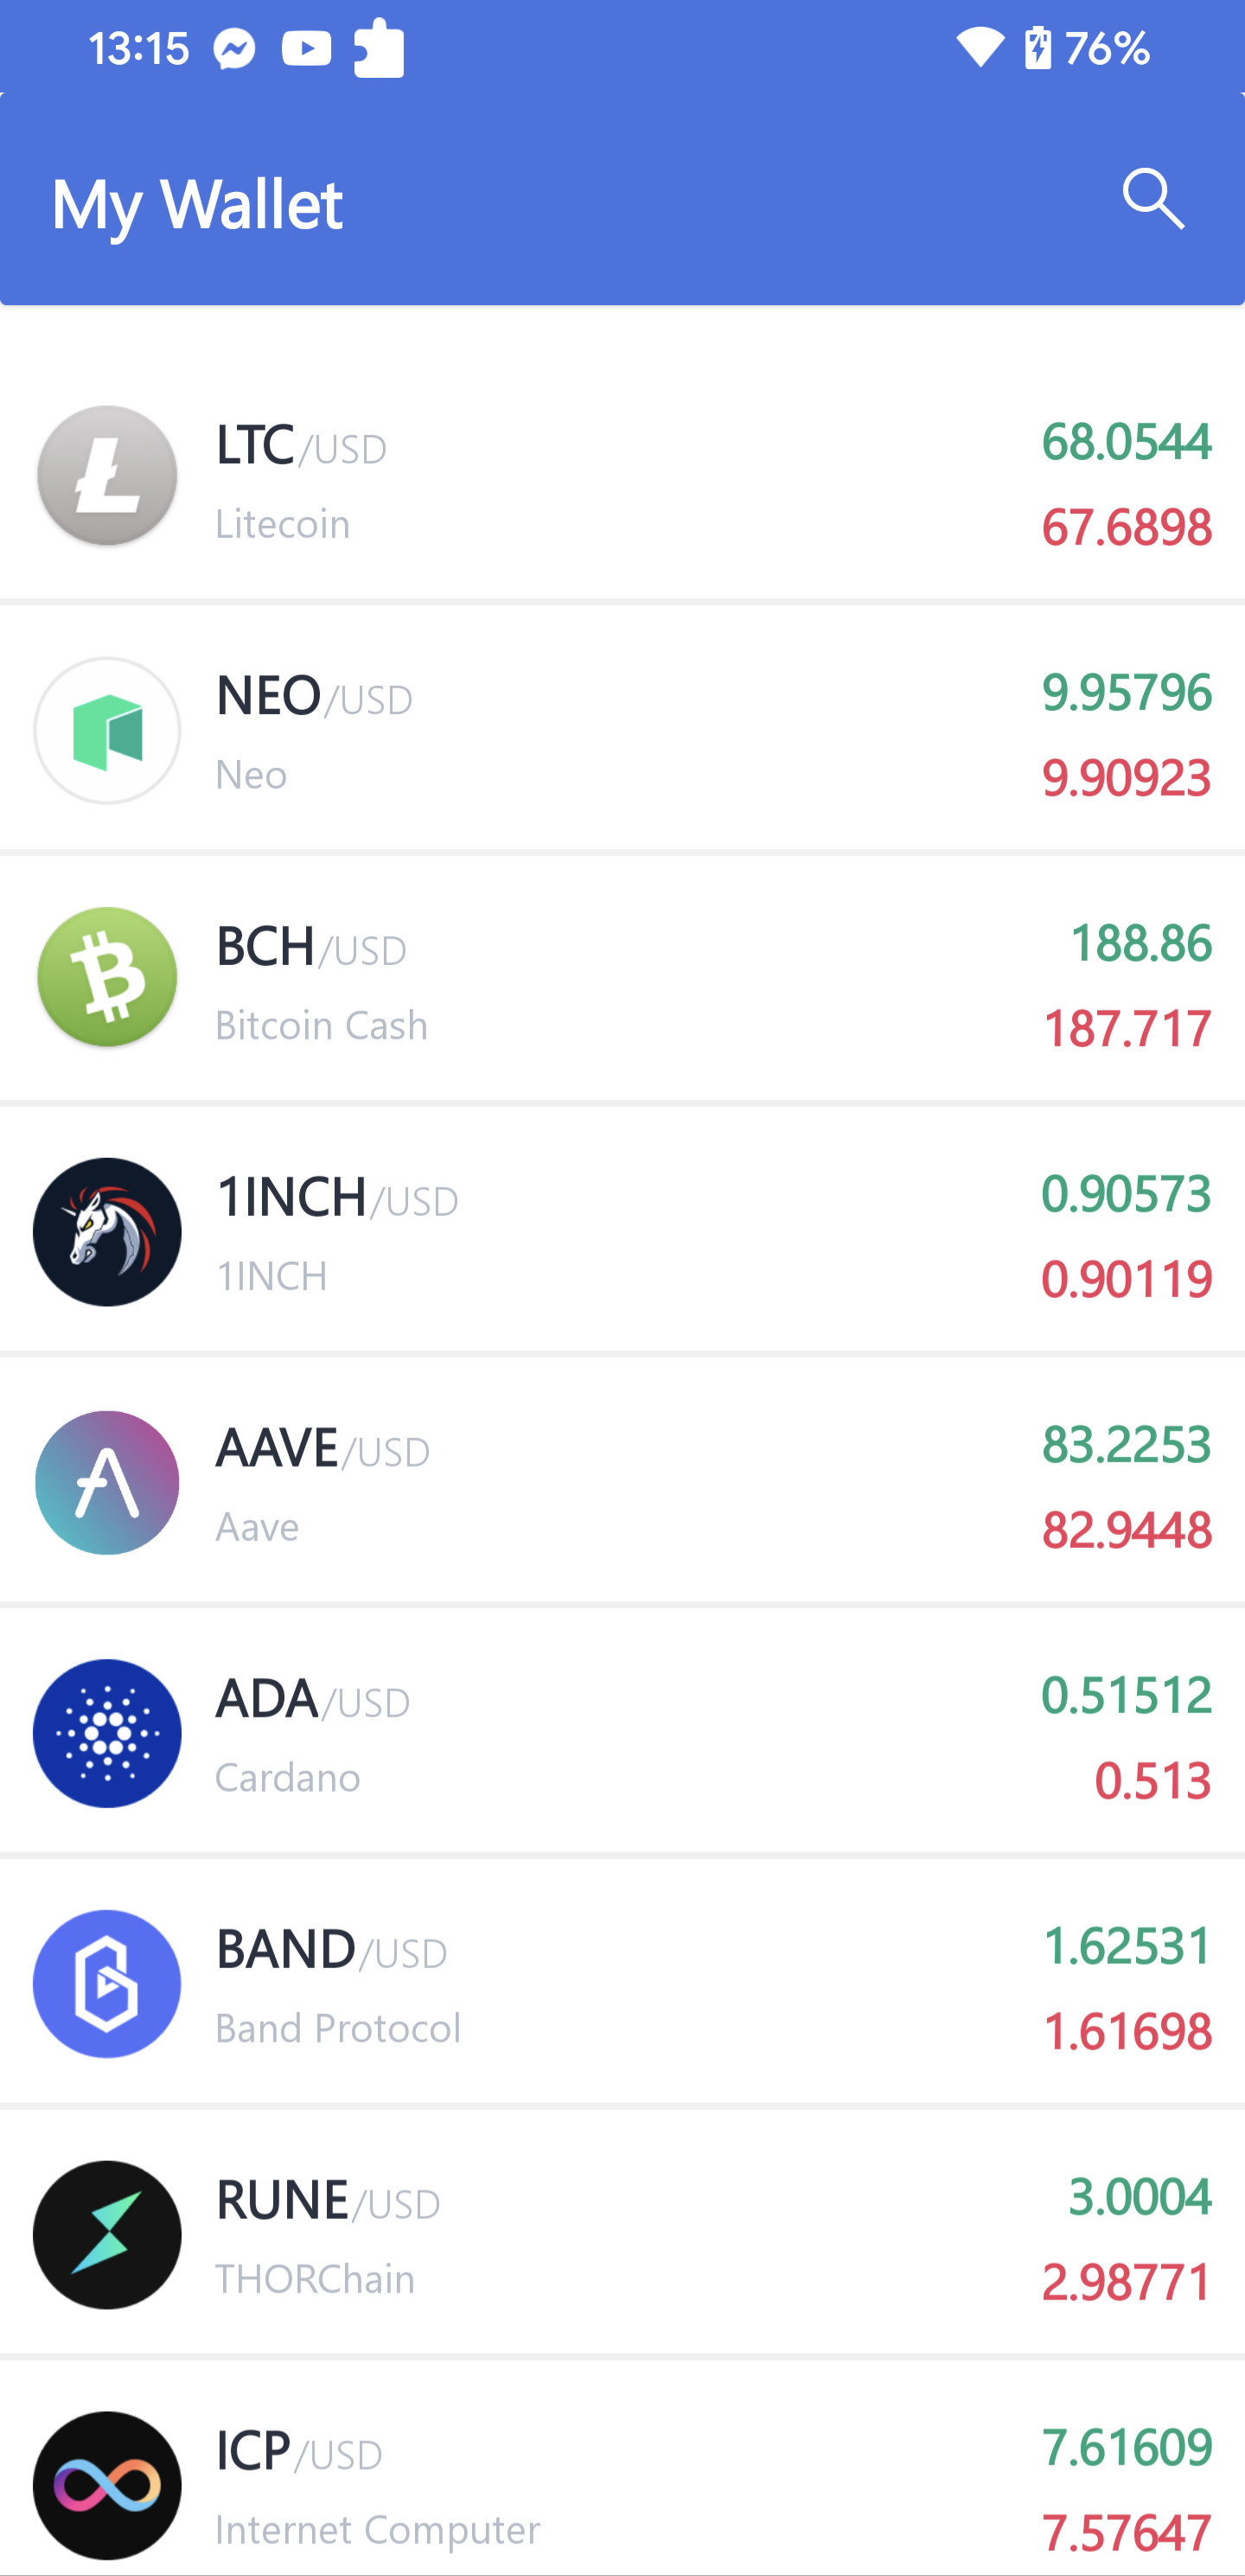 13:15 76%
My Wallet
LTC/USD 68.0544
Litecoin 67.6898
NEO/USD 9.95796
Neo 9.90923
BCH/USD 188.86
Bitcoin Cash 187.717
1INCH/USD 0.90573
1INCH 0.90119
AAVE/USD 83.2253
Aave 82.9448
ADA/USD 0.51512
Cardano 0.513
BAND/USD 1.62531
Band Protocol 1.61698
RUNE/USD 3.0004
THORChain 2.98771
ICP/USD 7.61609
Internet Computer 7.57647